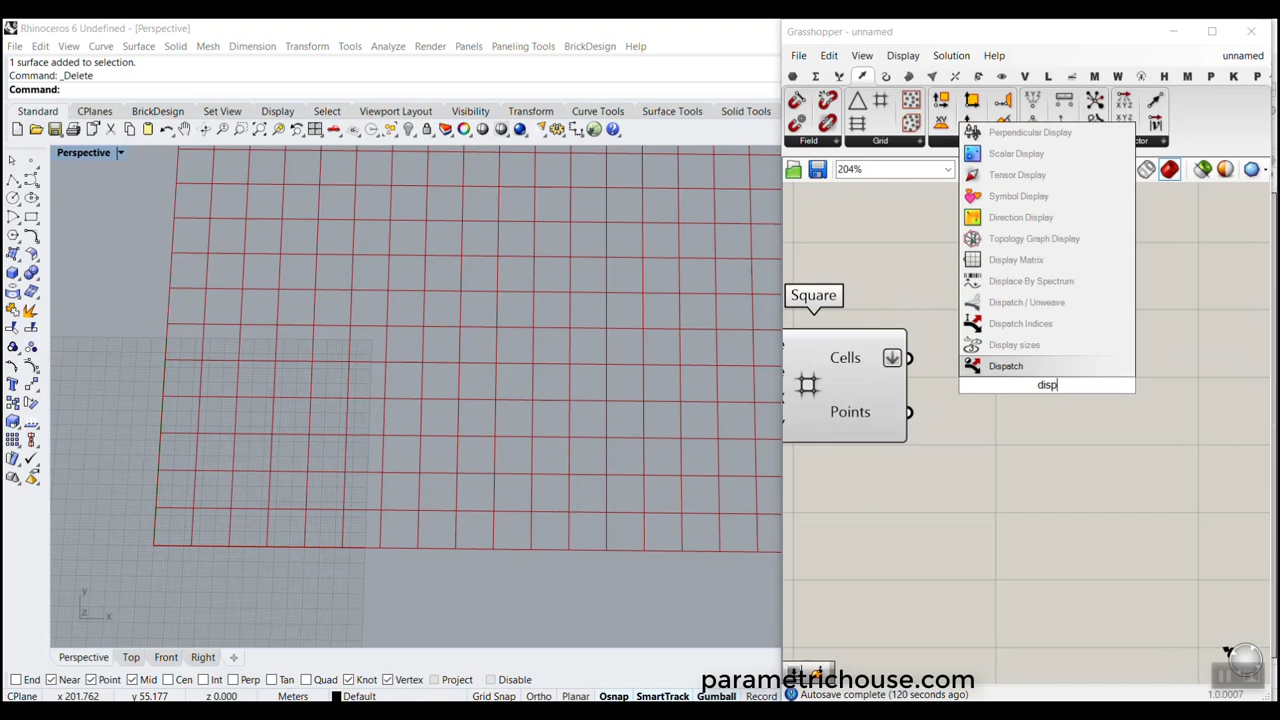 Rhinoceros 6 Undefined - [Perspective]
File Edit View Curve Surface Solid Mesh Dimension Transform Tools Analyze Render Panels Paneling Tools BrickDesign Help
1 surface added to selection.
Command: _Delete
Command:
Standard CPlanes BrickDesign Set View Display Select Viewport Layout Visibility Transform Curve Tools Surface Tools
Perspective
y
z x
Perspective Top Front Right
End Near Point Mid Cen Int Perp Tan Quad Knot Vertex Project Disable
CPlane x 201.762 y 55.177 z 0.000 Meters Default Grid Snap Ortho Planar Osnap SmartTrack Gumball Record
Grasshopper - unnamed
File Edit View Display Solution Help unnamed
V L M W H M P K P
Field Grid
204%
Perpendicular Display
Scalar Display
Tensor Display
Symbol Display
Direction Display
Topology Graph Display
Display Matrix
Displace By Spectrum
Dispatch / Unweave
Dispatch Indices
Display sizes
Dispatch
disp
Square
Cells
Points
parametrichouse.com
Autosave complete (120 seconds ago)
1.0.0007